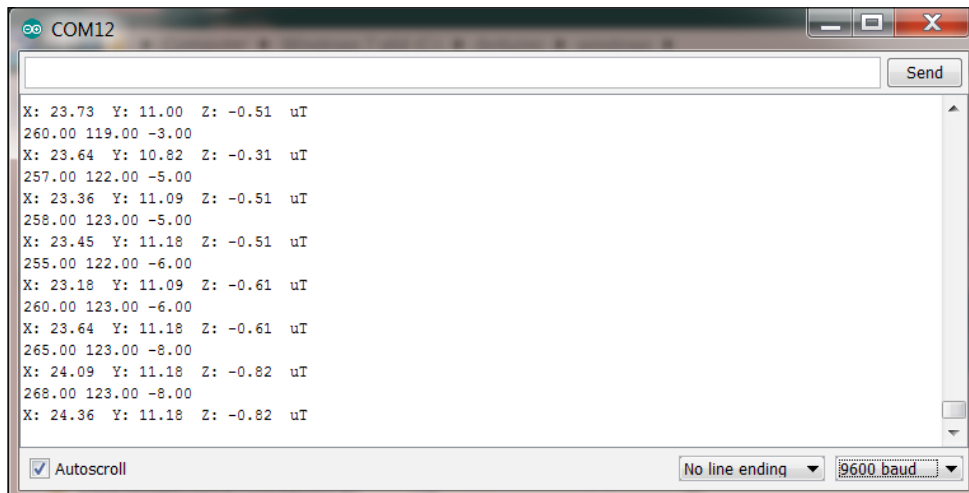 COM12
Send
X: 23.73 Y: 11.00 Z: -0.51 uT
260.00 119.00 -3.00
X: 23.64 Y: 10.82 Z: -0.31 uT
257.00 122.00 -5.00
X: 23.36 Y: 11.09 Z: -0.51 uT
258.00 123.00 -5.00
X: 23.45 Y: 11.18 Z: -0.51 uT
255.00 122.00 -6.00
X: 23.18 Y: 11.09 Z: -0.61 uT
260.00 123.00 -6.00
X: 23.64 Y: 11.18 Z: -0.61 uT
265.00 123.00 -8.00
X: 24.09 Y: 11.18 Z: -0.82 uT
268.00 123.00 -8.00
X: 24.36 Y: 11.18 Z: -0.82 uT
Autoscroll No line ending 9600 baud